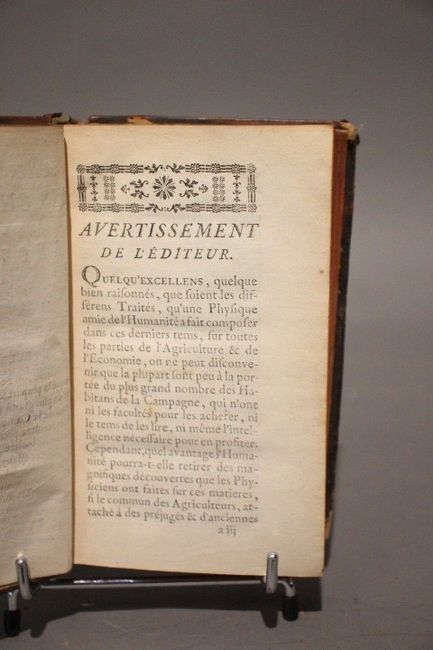 AVERTISSEMENT
DE L'ÉDITEUR.
QUELQU'EXCELLENS, quelque
bien raisonnés, que soient les dif-
férens Traités, qu'une Physique
amie de l'Humanité a fait composer
dans ces derniers tems, sur toutes
les parties de l'Agriculture & de
l'Economie, on ne peut disconve-
nir que la plupart sont peu à la por-
tée du plus grand nombre des Ha-
bitans de la Campagne, qui n'ont
ni les facultés pour les acheter, ni
le tems de les lire, ni même l'intel-
ligence nécessaire pour en profiter.
Cependant, quel avantage l'Huma-
nité pourra-t-elle retirer des ma-
gnifiques découvertes que les Phy-
siciens ont faites sur ces matieres,
si le commun des Agriculteurs, at-
taché à des préjugés & d'anciennes
a iij